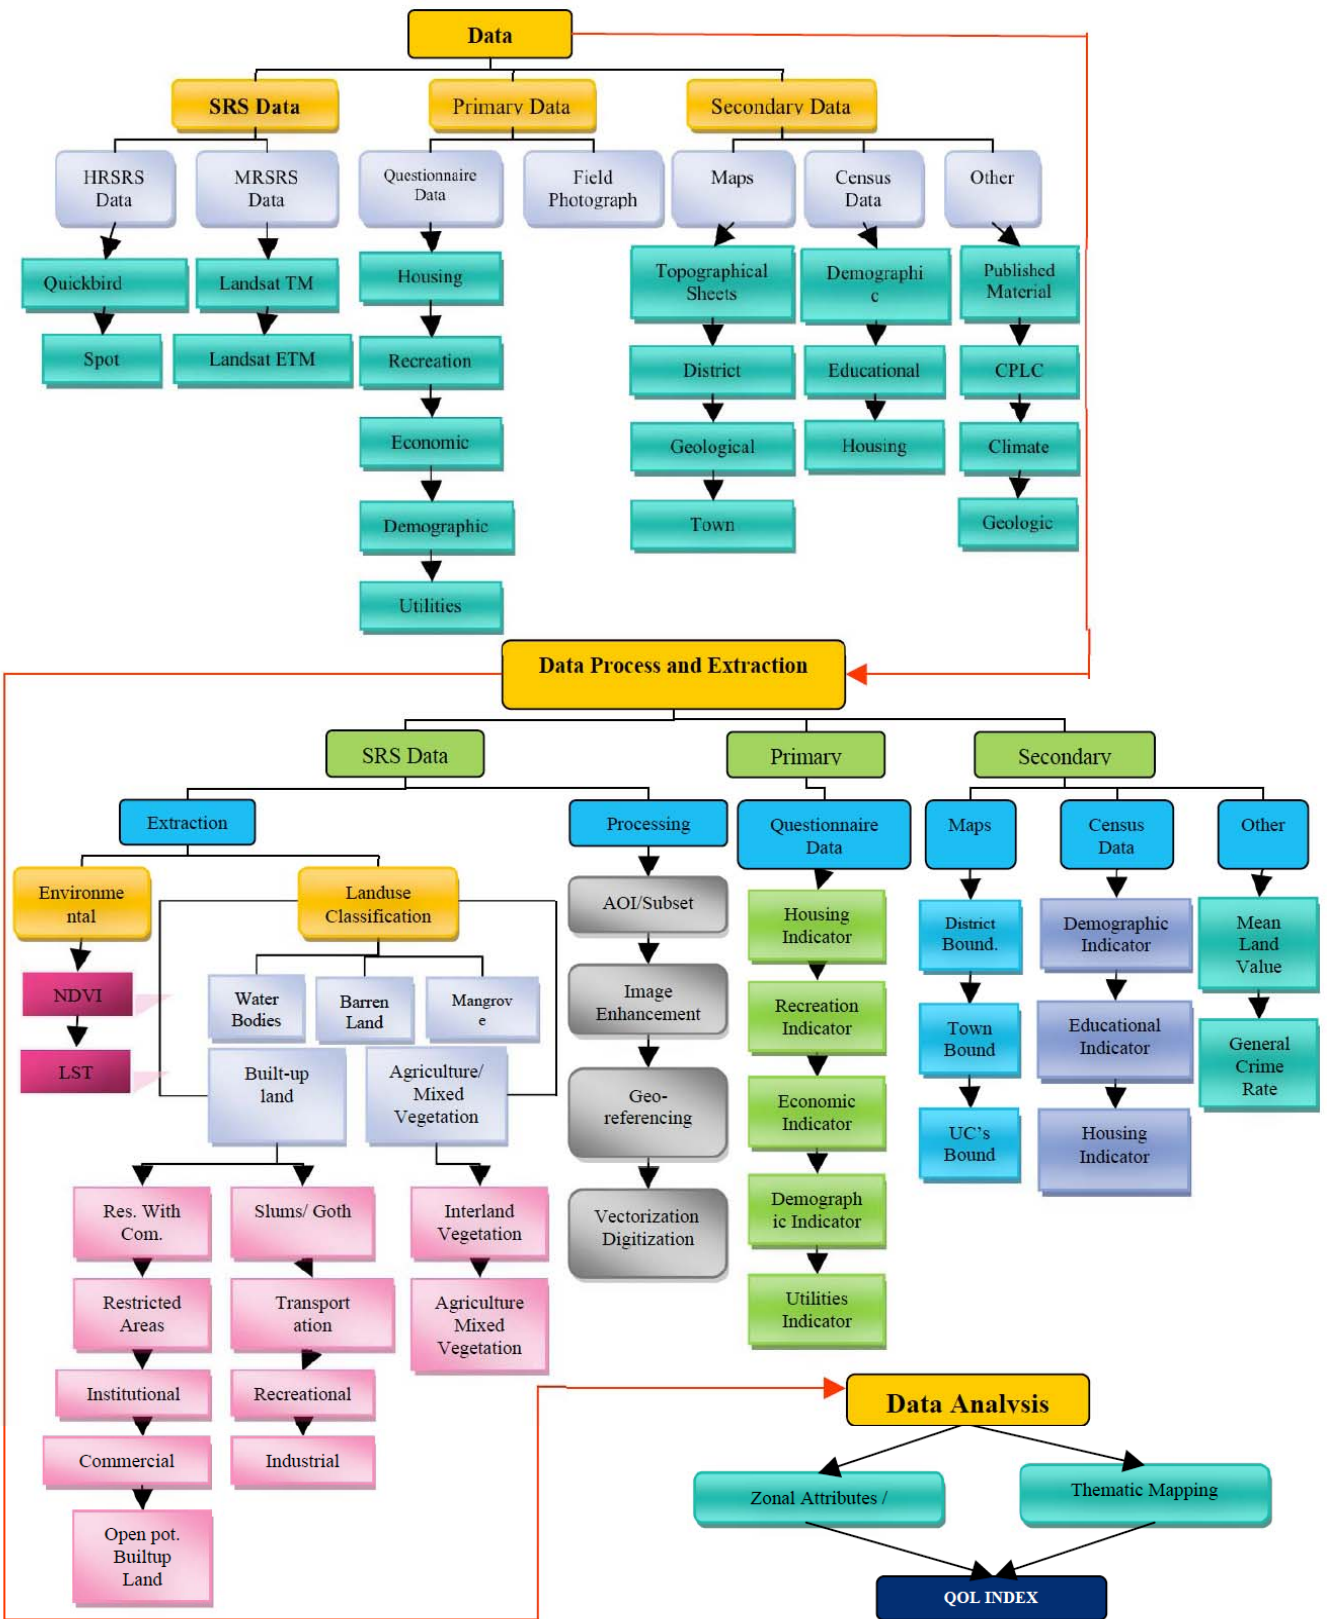 Data
SRS Data
Primary Data
Secondary Data
HRSRS
Data
MRSRS
Data
Questionnaire
Data
Field
Photograph
Maps
Census
Data
Other
Quickbird
Landsat TM
Housing
Topographical
Sheets
Demographi
c
Published
Material
Spot
Landsat ETM
Recreation
District
Educational
CPLC
Economic
Geological
Housing
Climate
Demographic
Town
Geologic
Utilities
Data Process and Extraction
SRS Data
Primary
Secondary
Extraction
Processing
Questionnaire
Data
Maps
Census
Data
Other
Environme
ntal
Landuse
Classification
AOI/Subset
Housing
Indicator
District
Bound.
Demographic
Indicator
Mean
Land
Value
NDVI
Water
Bodies
Barren
Land
Mangrov
e
Image
Enhancement
Recreation
Indicator
Town
Bound
Educational
Indicator
General
Crime
Rate
LST
Built-up
land
Agriculture/
Mixed
Vegetation
Geo-
referencing
Economic
Indicator
UC's
Bound
Housing
Indicator
Res. With
Com.
Slums/ Goth
Interland
Vegetation
Vectorization
Digitization
Demograph
ic Indicator
Restricted
Areas
Transport
ation
Agriculture
Mixed
Vegetation
Utilities
Indicator
Institutional
Recreational
Data Analysis
Commercial
Industrial
Zonal Attributes /
Thematic Mapping
Open pot.
Builtup
Land
QOL INDEX